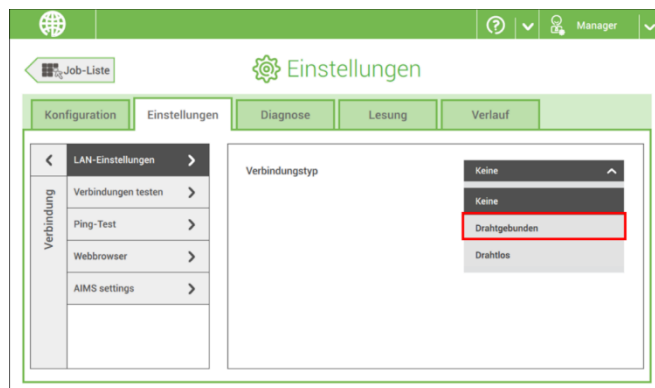 Manager
Job-Liste
Einstellungen
Konfiguration
Einstellungen
Diagnose
Lesung
Verlauf
Verbindung
LAN-Einstellungen
Verbindungen testen
Ping-Test
Webbrowser
AIMS settings
Verbindungstyp
Keine
Keine
Drahtgebunden
Drahtlos